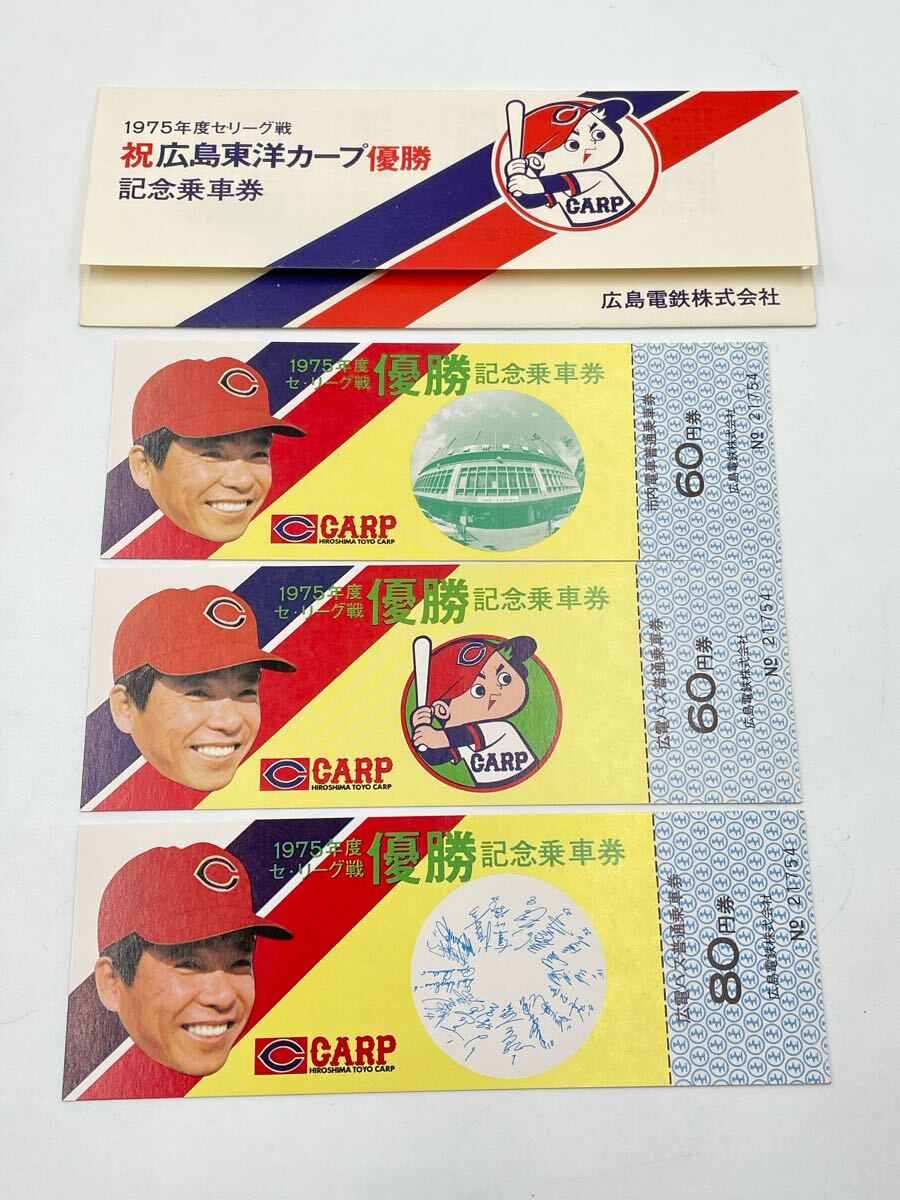 1975年度セ・リーグ戦
祝広島東洋カープ優勝
記念乗車券
CARP
広島電鉄株式会社
1975年度
セ・リーグ戦
優勝記念乗車券
C
C CARP
HIROSHIMA TOYO CARP
市内電車普通乗車券
60円券
広島電鉄株式会社
№ 21754
1975年度
セ・リーグ戦
優勝記念乗車券
C
C CARP
HIROSHIMA TOYO CARP
CARP
広電バス普通乗車券
60円券
広島電鉄株式会社
№ 21754
1975年度
セ・リーグ戦
優勝記念乗車券
C
C CARP
HIROSHIMA TOYO CARP
広電バス普通乗車券
80円券
広島電鉄株式会社
№ 21754